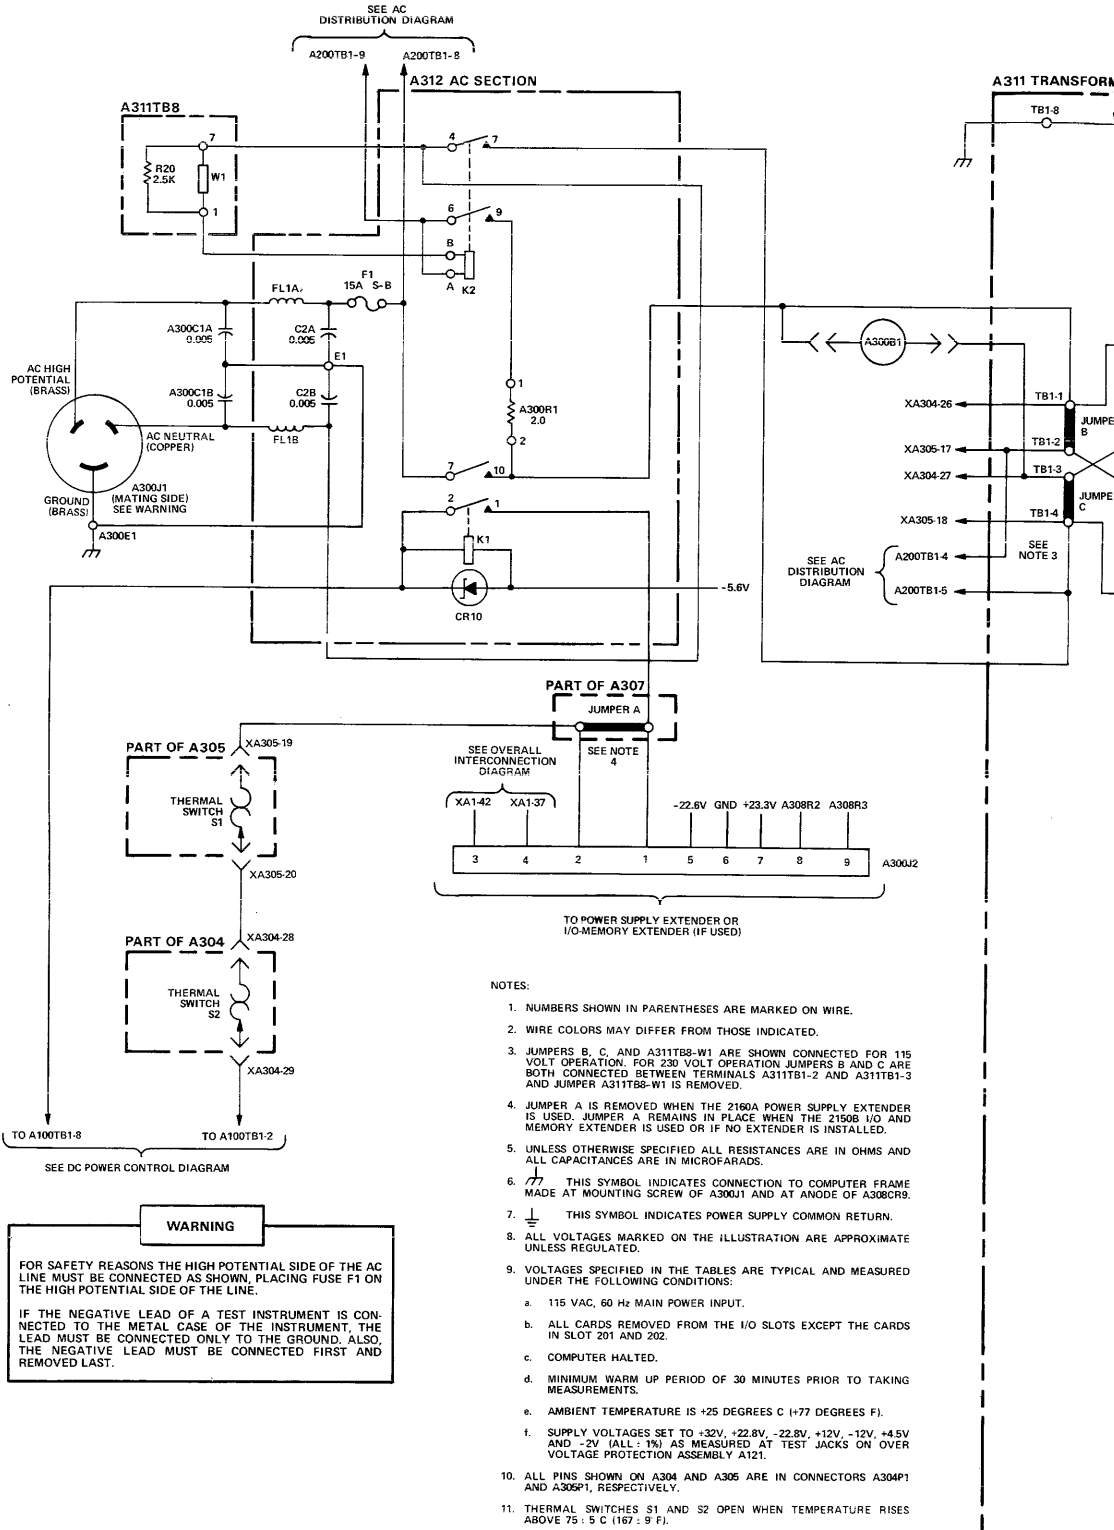 SEE AC
DISTRIBUTION DIAGRAM
A200TB1-9
A200TB1-8
A312 AC SECTION
A311 TRANSFORM
TB1-8
A311TB8
7
R20
2.5K
W1
1
4
7
6
9
B
A
K2
F1
15A S-B
FL1A
A300C1A
0.005
C2A
0.005
E1
AC HIGH
POTENTIAL
(BRASS)
A300C1B
0.005
C2B
0.005
AC NEUTRAL
(COPPER)
FL1B
GROUND
(BRASS)
A300J1
(MATING SIDE)
SEE WARNING
A300E1
1
A300R1
2.0
2
7
10
2
1
K1
CR10
-5.6V
A300B1
XA304-26
TB1-1
JUMPE
B
XA305-17
TB1-2
XA304-27
TB1-3
JUMPE
C
XA305-18
TB1-4
SEE
NOTE 3
SEE AC
DISTRIBUTION
DIAGRAM
A200TB1-4
A200TB1-5
PART OF A307
JUMPER A
SEE NOTE
4
PART OF A305
XA305-19
THERMAL
SWITCH
S1
XA305-20
SEE OVERALL
INTERCONNECTION
DIAGRAM
XA1-42
XA1-37
-22.6V GND +23.3V A308R2 A308R3
3 4 2 1 5 6 7 8 9
A300J2
TO POWER SUPPLY EXTENDER OR
I/O-MEMORY EXTENDER (IF USED)
PART OF A304
XA304-28
THERMAL
SWITCH
S2
XA304-29
TO A100TB1-8
TO A100TB1-2
SEE DC POWER CONTROL DIAGRAM
WARNING
FOR SAFETY REASONS THE HIGH POTENTIAL SIDE OF THE AC
LINE MUST BE CONNECTED AS SHOWN, PLACING FUSE F1 ON
THE HIGH POTENTIAL SIDE OF THE LINE.
IF THE NEGATIVE LEAD OF A TEST INSTRUMENT IS CON-
NECTED TO THE METAL CASE OF THE INSTRUMENT, THE
LEAD MUST BE CONNECTED ONLY TO THE GROUND. ALSO,
THE NEGATIVE LEAD MUST BE CONNECTED FIRST AND
REMOVED LAST.
NOTES:
1. NUMBERS SHOWN IN PARENTHESES ARE MARKED ON WIRE.
2. WIRE COLORS MAY DIFFER FROM THOSE INDICATED.
3. JUMPERS B, C, AND A311TB8-W1 ARE SHOWN CONNECTED FOR 115
VOLT OPERATION. FOR 230 VOLT OPERATION JUMPERS B AND C ARE
BOTH CONNECTED BETWEEN TERMINALS A311TB1-2 AND A311TB1-3
AND JUMPER A311TB8-W1 IS REMOVED.
4. JUMPER A IS REMOVED WHEN THE 2160A POWER SUPPLY EXTENDER
IS USED. JUMPER A REMAINS IN PLACE WHEN THE 2150B I/O AND
MEMORY EXTENDER IS USED OR IF NO EXTENDER IS INSTALLED.
5. UNLESS OTHERWISE SPECIFIED ALL RESISTANCES ARE IN OHMS AND
ALL CAPACITANCES ARE IN MICROFARADS.
6. THIS SYMBOL INDICATES CONNECTION TO COMPUTER FRAME
MADE AT MOUNTING SCREW OF A300J1 AND AT ANODE OF A308CR9.
7. THIS SYMBOL INDICATES POWER SUPPLY COMMON RETURN.
8. ALL VOLTAGES MARKED ON THE ILLUSTRATION ARE APPROXIMATE
UNLESS REGULATED.
9. VOLTAGES SPECIFIED IN THE TABLES ARE TYPICAL AND MEASURED
UNDER THE FOLLOWING CONDITIONS:
a. 115 VAC, 60 Hz MAIN POWER INPUT.
b. ALL CARDS REMOVED FROM THE I/O SLOTS EXCEPT THE CARDS
IN SLOT 201 AND 202.
c. COMPUTER HALTED.
d. MINIMUM WARM UP PERIOD OF 30 MINUTES PRIOR TO TAKING
MEASUREMENTS.
e. AMBIENT TEMPERATURE IS +25 DEGREES C (+77 DEGREES F).
f. SUPPLY VOLTAGES SET TO +32V, +22.8V, -22.8V, +12V, -12V, +4.5V
AND -2V (ALL : 1%) AS MEASURED AT TEST JACKS ON OVER
VOLTAGE PROTECTION ASSEMBLY A121.
10. ALL PINS SHOWN ON A304 AND A305 ARE IN CONNECTORS A304P1
AND A305P1, RESPECTIVELY.
11. THERMAL SWITCHES S1 AND S2 OPEN WHEN TEMPERATURE RISES
ABOVE 75 : 5 C (167 : 9° F).